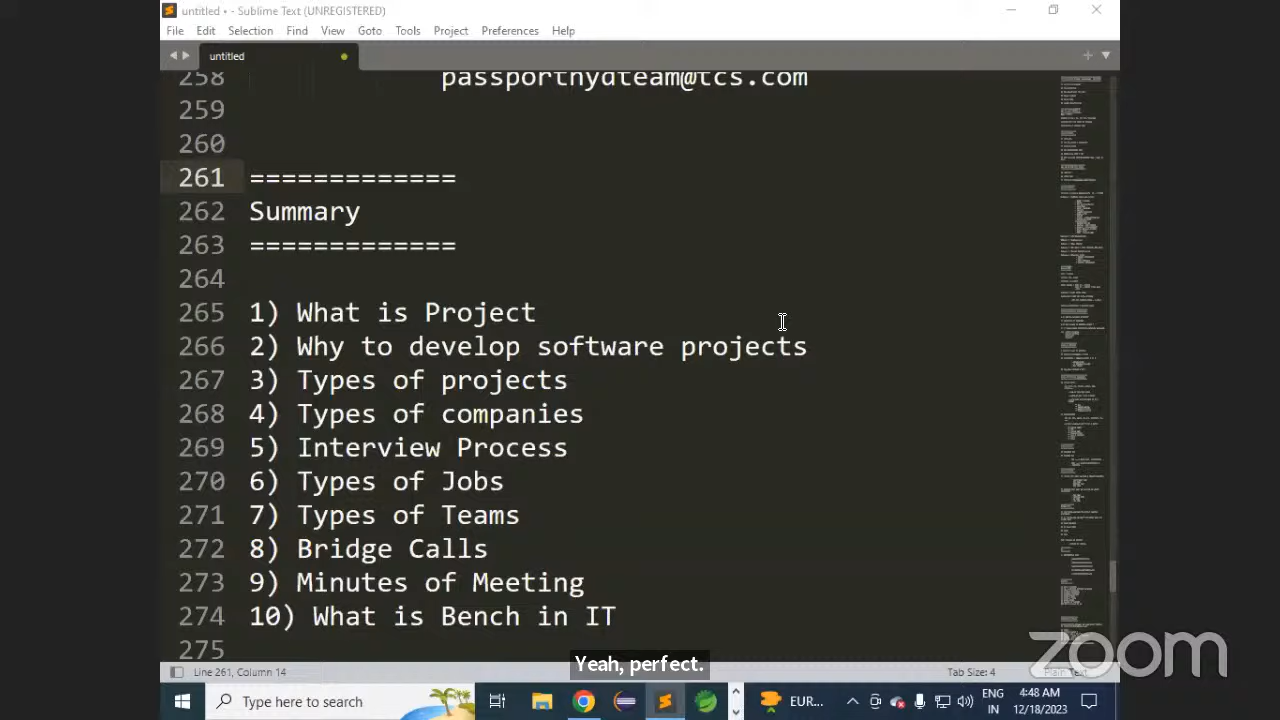 untitled • - Sublime Text (UNREGISTERED)
File Edit Selection Find View Goto Tools Project Preferences Help
untitled
258 passporthydteam@tcs.com
259
260
261 =============
262 Summary
263 =============
264
265 1) What is Project
266 2) Why to develop software projects
267 3) Types of projects
268 4) Types of companies
269 5) Interview Process
270 6) Types of Jobs
271 7) Types of Teams
272 8) Bridge Calls
273 9) Minutes of Meeting
274 10) What is Bench in IT
275
Yeah, perfect.
zoom
Line 261, Column 14 Tab Size: 4 Plain Text
Type here to search EUR... ENG IN 4:48 AM 12/18/2023